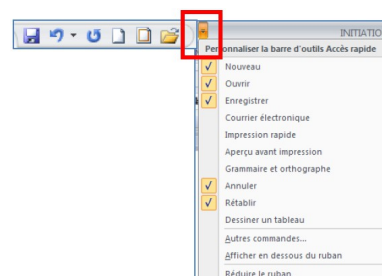 INITIATIO
Personnaliser la barre d'outils Accès rapide
Nouveau
Ouvrir
Enregistrer
Courrier électronique
Impression rapide
Aperçu avant impression
Grammaire et orthographe
Annuler
Rétablir
Dessiner un tableau
Autres commandes...
Afficher en dessous du ruban
Réduire le ruban